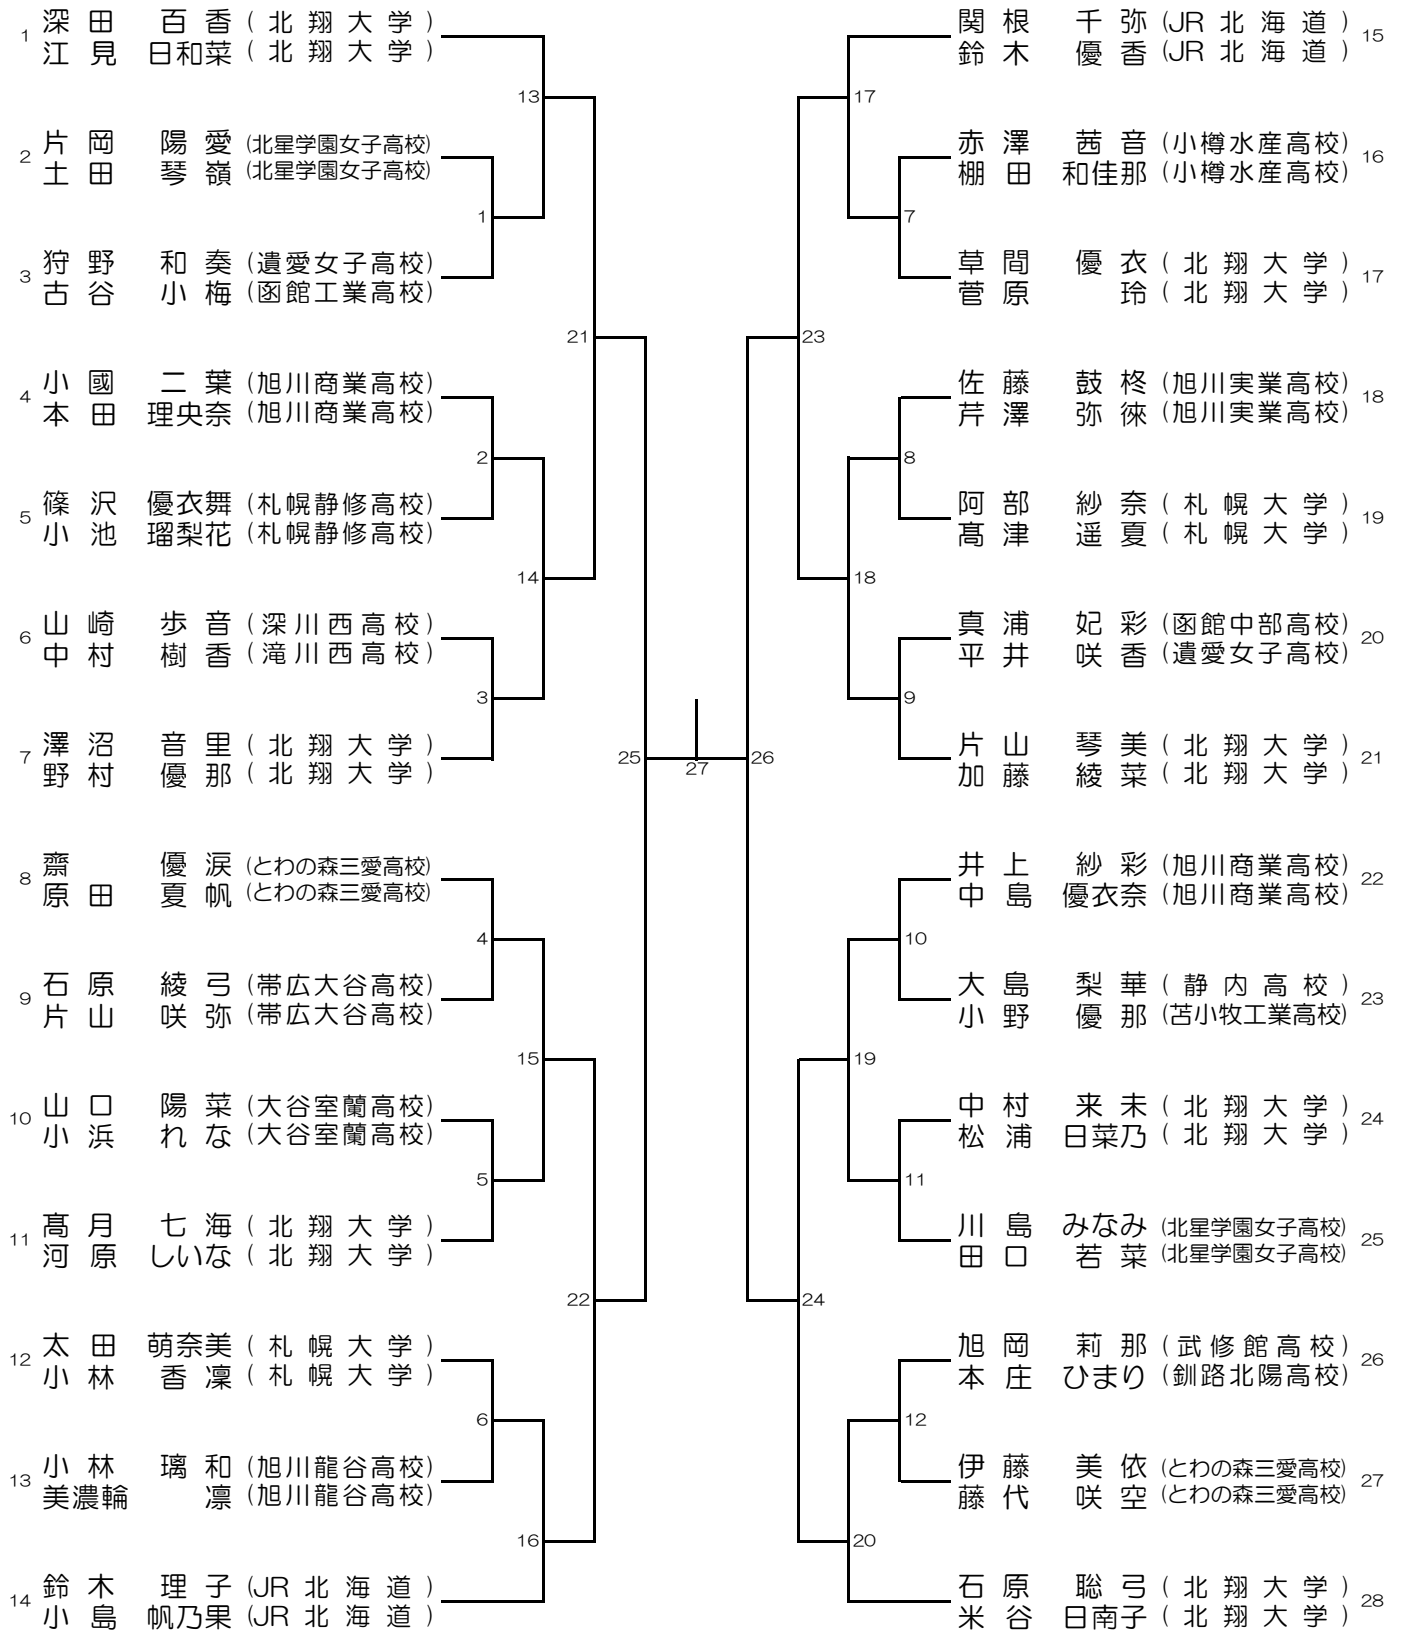 1 深田 百香 (北翔大学)
江見 日和菜 (北翔大学)
13
2 片岡 陽愛 (北星学園女子高校)
土田 琴嶺 (北星学園女子高校)
1
3 狩野 和奏 (遺愛女子高校)
古谷 小梅 (函館工業高校)
21
4 小國 二葉 (旭川商業高校)
本田 理央奈 (旭川商業高校)
2
5 篠沢 優衣舞 (札幌静修高校)
小池 瑠梨花 (札幌静修高校)
14
6 山崎 歩音 (深川西高校)
中村 樹香 (滝川西高校)
3
7 澤沼 音里 (北翔大学)
野村 優那 (北翔大学)
25
27
8 齋 優涙 (とわの森三愛高校)
原田 夏帆 (とわの森三愛高校)
4
9 石原 綾弓 (帯広大谷高校)
片山 咲弥 (帯広大谷高校)
15
10 山口 陽菜 (大谷室蘭高校)
小浜 れな (大谷室蘭高校)
5
11 髙月 七海 (北翔大学)
河原 しいな (北翔大学)
22
12 太田 萌奈美 (札幌大学)
小林 香凜 (札幌大学)
6
13 小林 璃和 (旭川龍谷高校)
美濃輪 凛 (旭川龍谷高校)
16
14 鈴木 理子 (JR北海道)
小島 帆乃果 (JR北海道)
関根 千弥 (JR北海道) 15
鈴木 優香 (JR北海道)
17
赤澤 茜音 (小樽水産高校) 16
棚田 和佳那 (小樽水産高校)
7
草間 優衣 (北翔大学) 17
菅原 玲 (北翔大学)
23
佐藤 鼓柊 (旭川実業高校) 18
芹澤 弥徠 (旭川実業高校)
8
阿部 紗奈 (札幌大学) 19
髙津 遥夏 (札幌大学)
18
真浦 妃彩 (函館中部高校) 20
平井 咲香 (遺愛女子高校)
9
片山 琴美 (北翔大学) 21
加藤 綾菜 (北翔大学)
26
井上 紗彩 (旭川商業高校) 22
中島 優衣奈 (旭川商業高校)
10
大島 梨華 (静内高校) 23
小野 優那 (苫小牧工業高校)
19
中村 来未 (北翔大学) 24
松浦 日菜乃 (北翔大学)
11
川島 みなみ (北星学園女子高校) 25
田口 若菜 (北星学園女子高校)
24
旭岡 莉那 (武修館高校) 26
本庄 ひまり (釧路北陽高校)
12
伊藤 美依 (とわの森三愛高校) 27
藤代 咲空 (とわの森三愛高校)
20
石原 聡弓 (北翔大学) 28
米谷 日南子 (北翔大学)